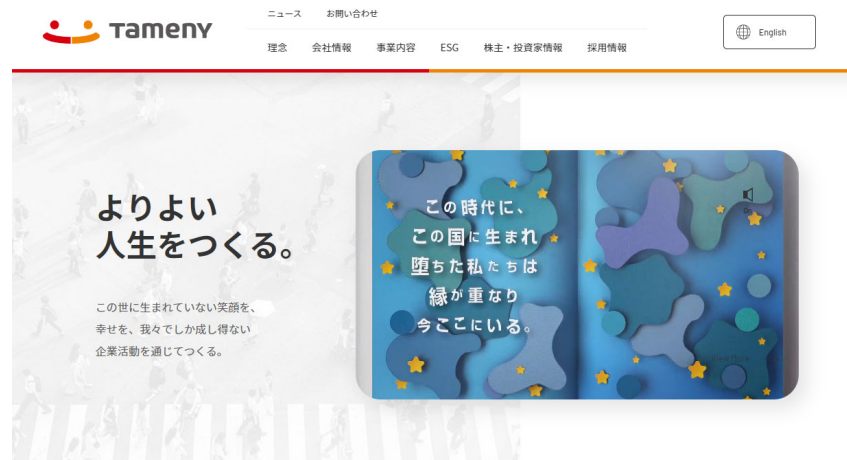 Tameny
ニュース お問い合わせ
理念 会社情報 事業内容 ESG 株主・投資家情報 採用情報
English
よりよい
人生をつくる。
この世に生まれていない笑顔を、
幸せを、我々でしか成し得ない
企業活動を通じてつくる。
この時代に、
この国に生まれ
堕ちた私たちは
縁が重なり
今ここにいる。